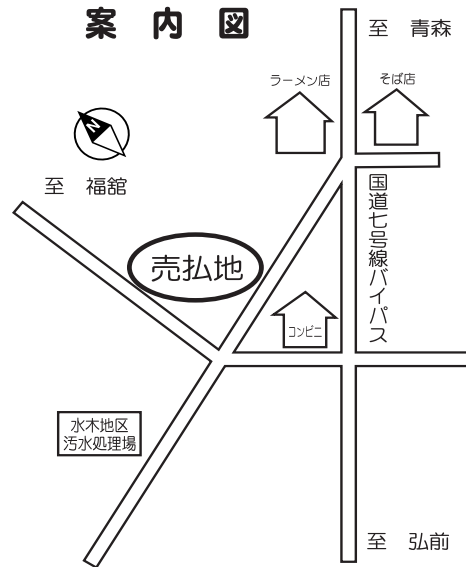 案内図
至　青森
ラーメン店
そば店
N
至　福舘
国道七号線バイパス
売払地
コンビニ
水木地区
汚水処理場
至　弘前